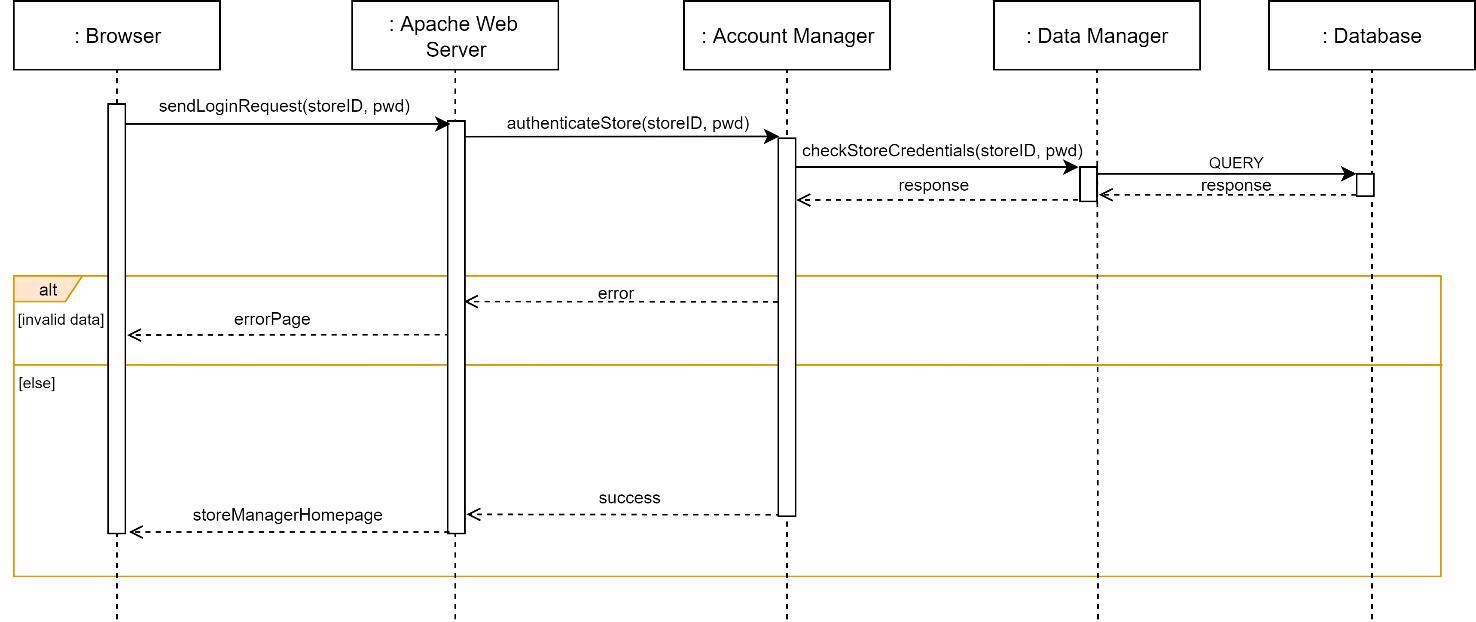 : Browser
: Apache Web
Server
: Account Manager
: Data Manager
: Database
sendLoginRequest(storeID, pwd)
authenticateStore(storeID, pwd)
checkStoreCredentials(storeID, pwd)
QUERY
response
response
alt
[invalid data]
error
errorPage
[else]
success
storeManagerHomepage